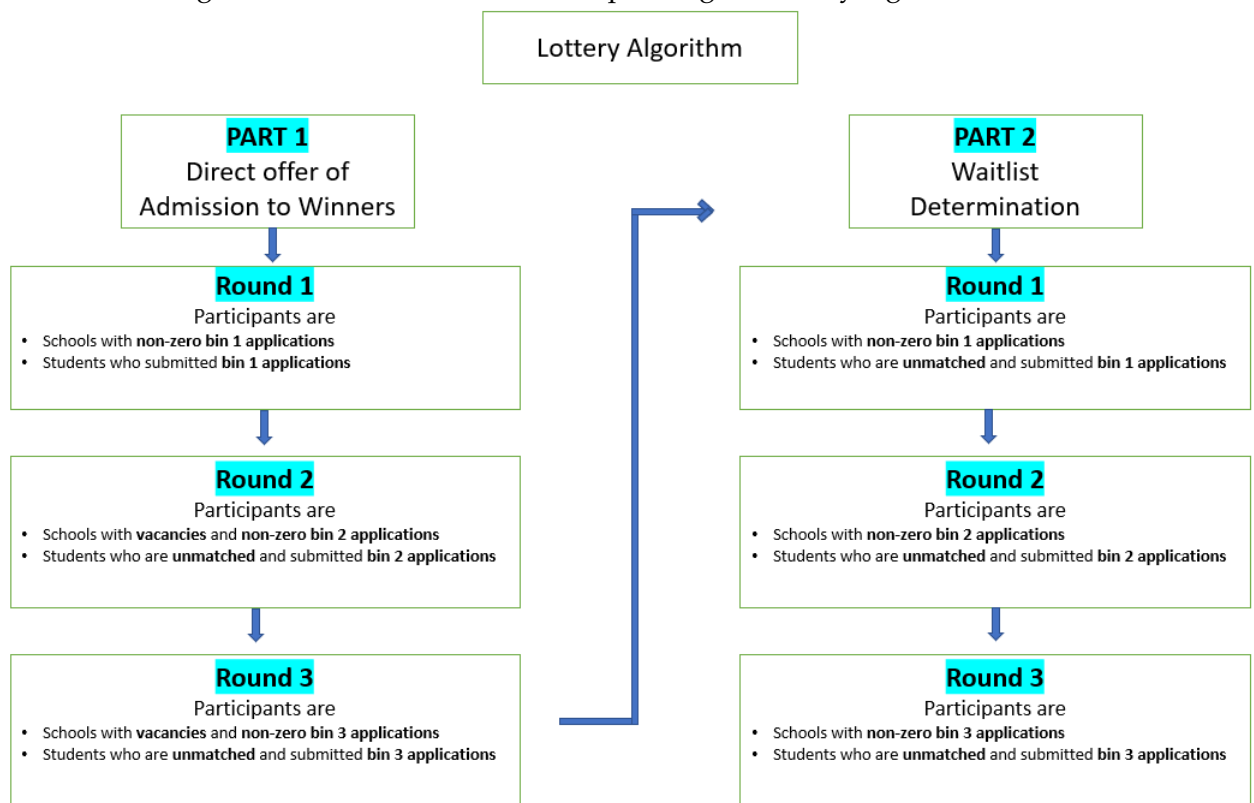 Lottery Algorithm
PART 1
Direct offer of
Admission to Winners
Round 1
Participants are
• Schools with non-zero bin 1 applications
• Students who submitted bin 1 applications
Round 2
Participants are
• Schools with vacancies and non-zero bin 2 applications
• Students who are unmatched and submitted bin 2 applications
Round 3
Participants are
• Schools with vacancies and non-zero bin 3 applications
• Students who are unmatched and submitted bin 3 applications
PART 2
Waitlist
Determination
Round 1
Participants are
• Schools with non-zero bin 1 applications
• Students who are unmatched and submitted bin 1 applications
Round 2
Participants are
• Schools with non-zero bin 2 applications
• Students who are unmatched and submitted bin 2 applications
Round 3
Participants are
• Schools with non-zero bin 3 applications
• Students who are unmatched and submitted bin 3 applications